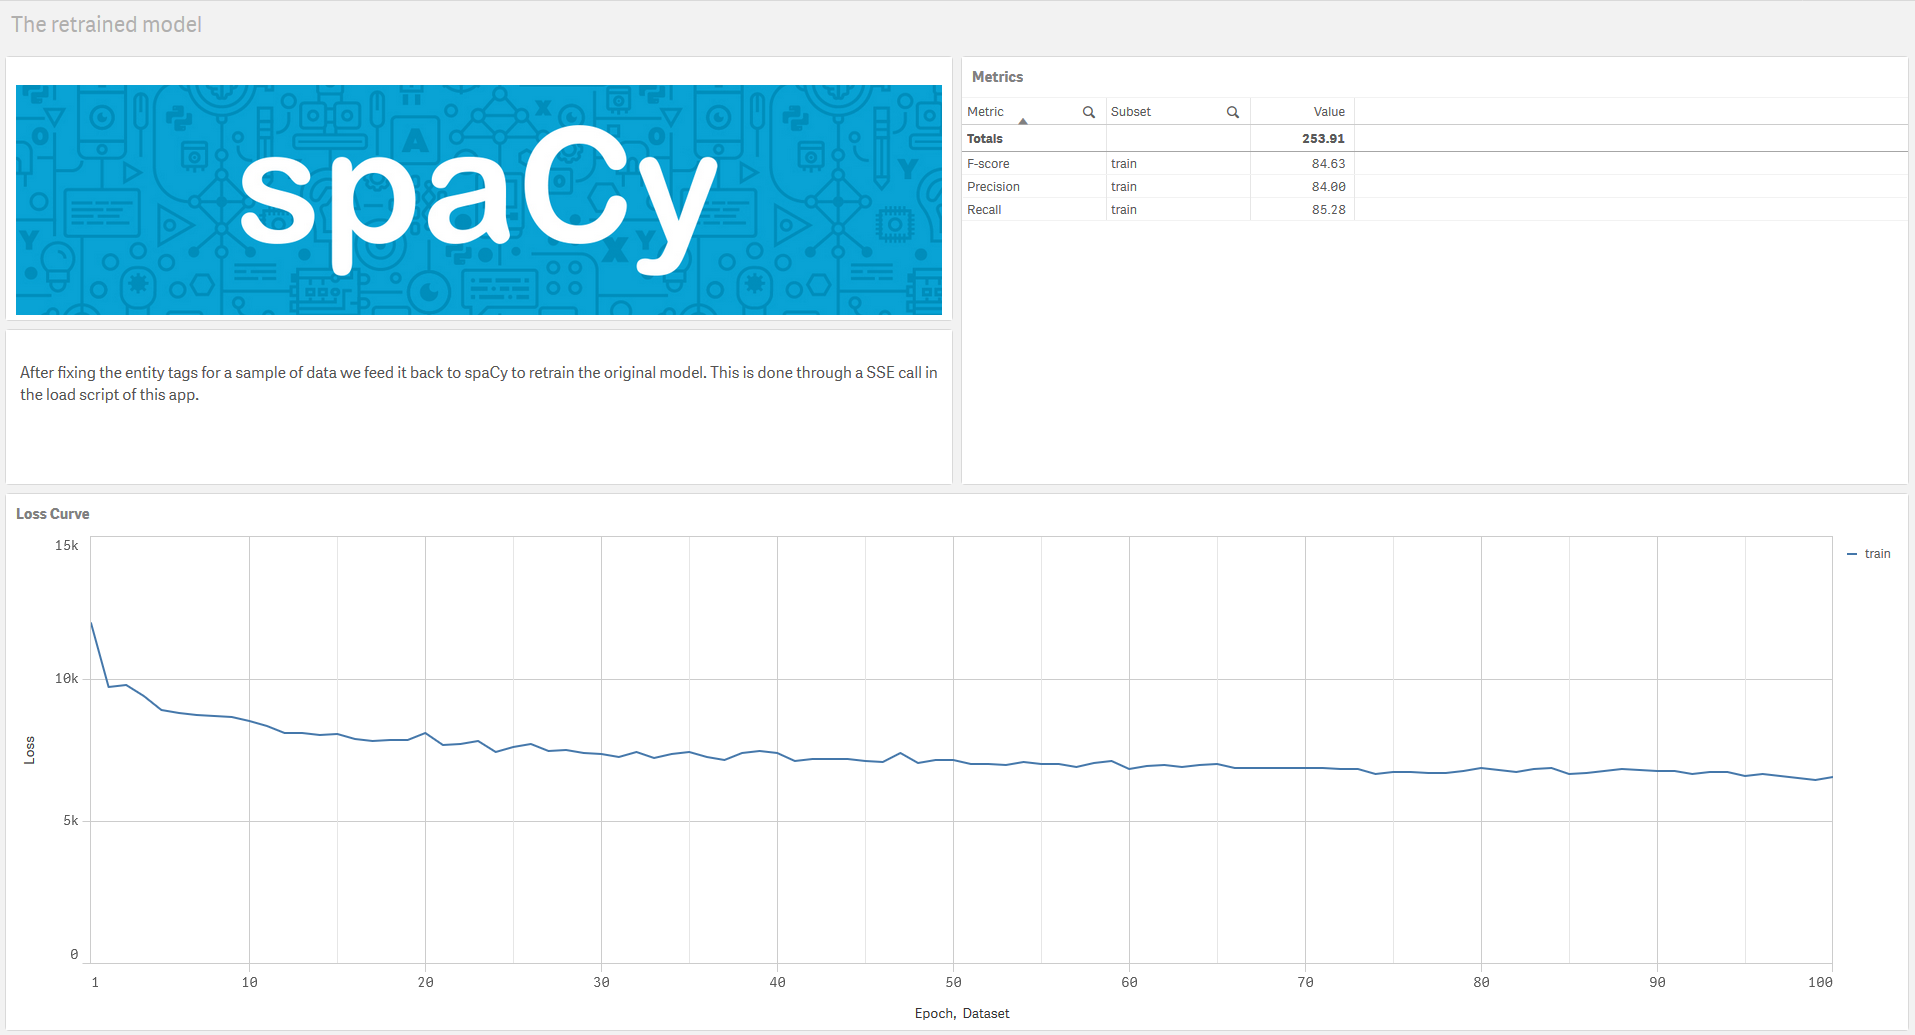 The retrained model
spaCy
After fixing the entity tags for a sample of data we feed it back to spaCy to retrain the original model. This is done through a SSE call in
the load script of this app.
Metrics
Metric Subset Value
Totals 253.91
F-score train 84.63
Precision train 84.00
Recall train 85.28
Loss Curve
15k
10k
5k
0
Loss
1 10 20 30 40 50 60 70 80 90 100
Epoch, Dataset
train